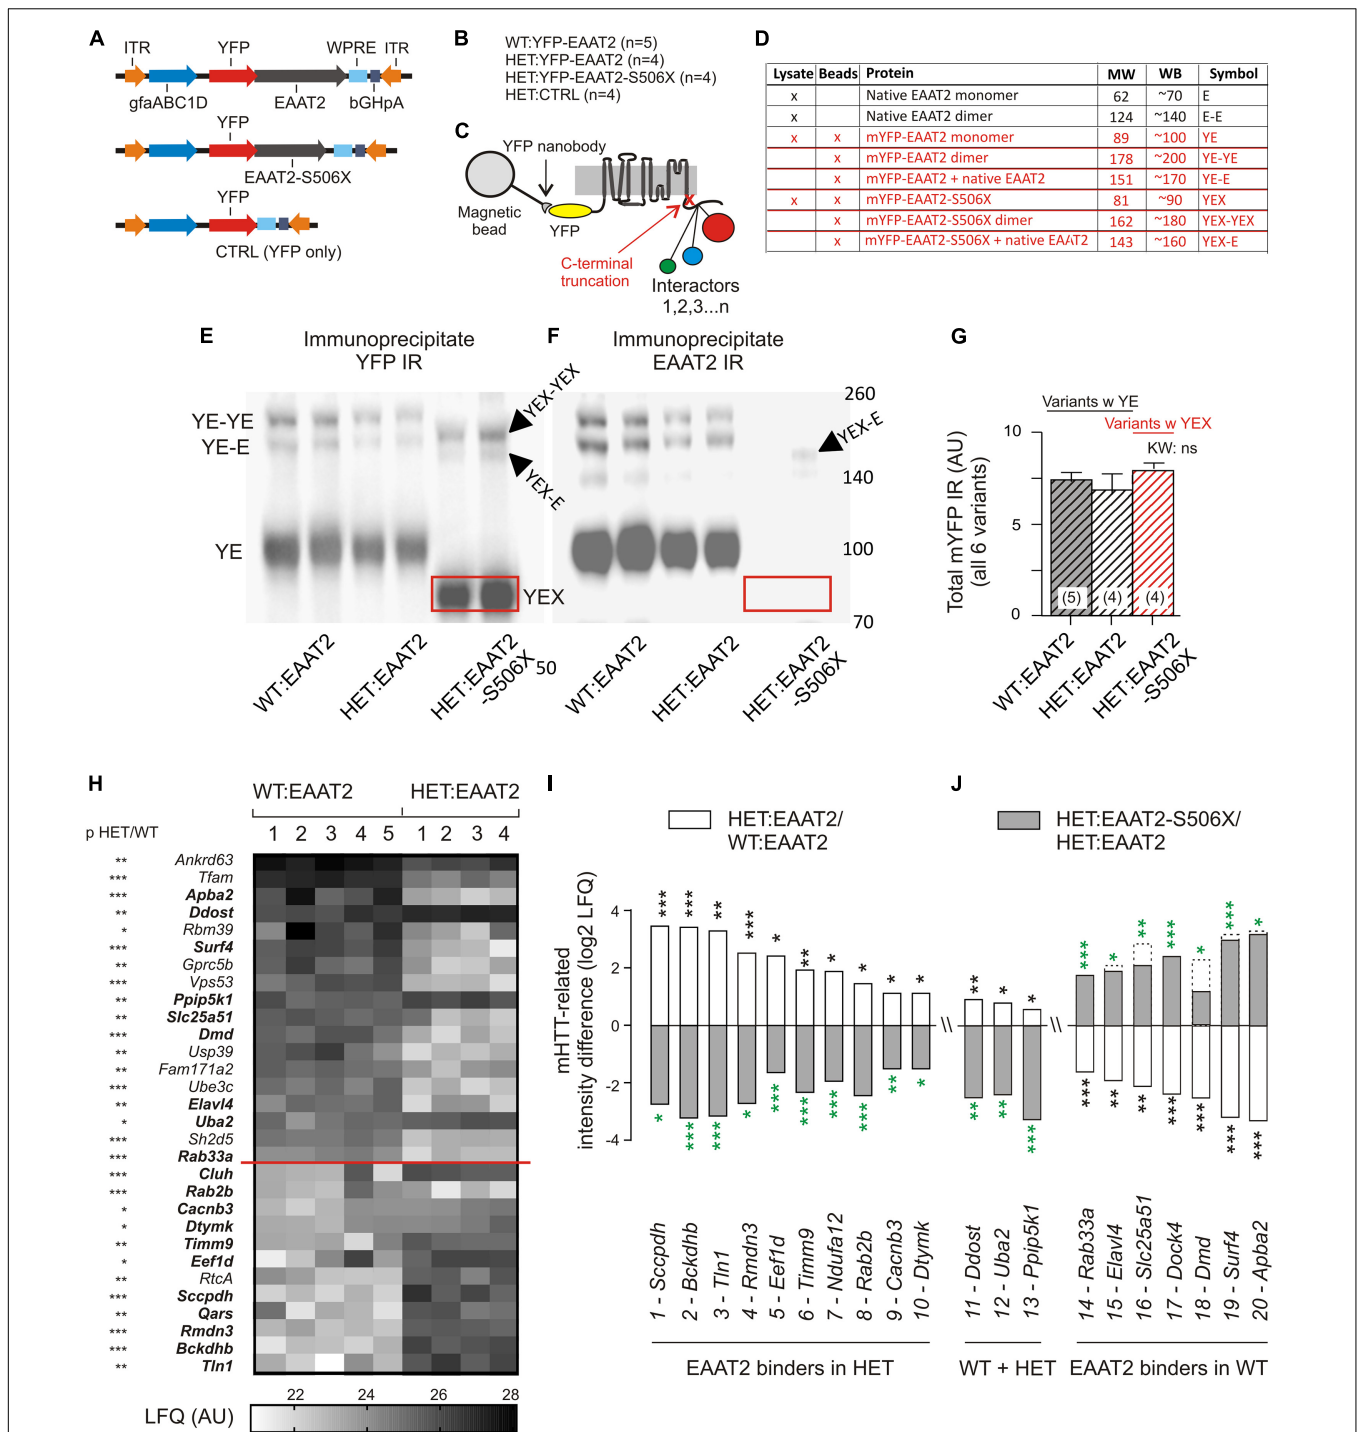 A
ITR
YFP
WPRE
ITR
gfaABC1D
EAAT2
bGHpA
YFP
EAAT2-S506X
YFP
CTRL (YFP only)
B
WT:YFP-EAAT2 (n=5)
HET:YFP-EAAT2 (n=4)
HET:YFP-EAAT2-S506X (n=4)
HET:CTRL (n=4)
C
YFP nanobody
Magnetic
bead
YFP
x
C-terminal
truncation
Interactors
1,2,3...n
D
Lysate Beads Protein MW WB Symbol
x Native EAAT2 monomer 62 ~70 E
x Native EAAT2 dimer 124 ~140 E-E
x x mYFP-EAAT2 monomer 89 ~100 YE
x mYFP-EAAT2 dimer 178 ~200 YE-YE
x mYFP-EAAT2 + native EAAT2 151 ~170 YE-E
x x mYFP-EAAT2-S506X 81 ~90 YEX
x mYFP-EAAT2-S506X dimer 162 ~180 YEX-YEX
x mYFP-EAAT2-S506X + native EAAT2 143 ~160 YEX-E
E
Immunoprecipitate
YFP IR
YE-YE
YE-E
YE
YEX-YEX
YEX-E
YEX
WT:EAAT2
HET:EAAT2
HET:EAAT2
-S506X
F
Immunoprecipitate
EAAT2 IR
YEX-E
260
140
100
70
50
WT:EAAT2
HET:EAAT2
HET:EAAT2
-S506X
G
Total mYFP IR (AU)
(all 6 variants)
Variants w YE
Variants w YEX
KW: ns
10
5
0
(5)
(4)
(4)
WT:EAAT2
HET:EAAT2
HET:EAAT2
-S506X
H
WT:EAAT2
HET:EAAT2
p HET/WT
1 2 3 4 5 1 2 3 4
** Ankrd63
*** Tfam
*** Apba2
** Ddost
* Rbm39
*** Surf4
** Gprc5b
*** Vps53
** Ppip5k1
** Slc25a51
*** Dmd
** Usp39
** Fam171a2
*** Ube3c
** Elavl4
* Uba2
*** Sh2d5
*** Rab33a
*** Cluh
*** Rab2b
* Cacnb3
* Dtymk
** Timm9
* Eef1d
** RtcA
*** Sccpdh
** Qars
*** Rmdn3
*** Bckdhb
** Tln1
22 24 26 28
LFQ (AU)
I
HET:EAAT2/
WT:EAAT2
J
HET:EAAT2-S506X/
HET:EAAT2
mHTT-related
intensity difference (log2 LFQ)
4
2
0
-2
-4
*** *** ** *** * ** * * * * ** * * *** * ** *** * *** *
* *** *** * *** *** *** *** ** * ** ** *** *** ** ** *** *** *** ***
1 - Sccpdh
2 - Bckdhb
3 - Tln1
4 - Rmdn3
5 - Eef1d
6 - Timm9
7 - Ndufa12
8 - Rab2b
9 - Cacnb3
10 - Dtymk
11 - Ddost
12 - Uba2
13 - Ppip5k1
14 - Rab33a
15 - Elavl4
16 - Slc25a51
17 - Dock4
18 - Dmd
19 - Surf4
20 - Apba2
EAAT2 binders in HET
WT + HET
EAAT2 binders in WT